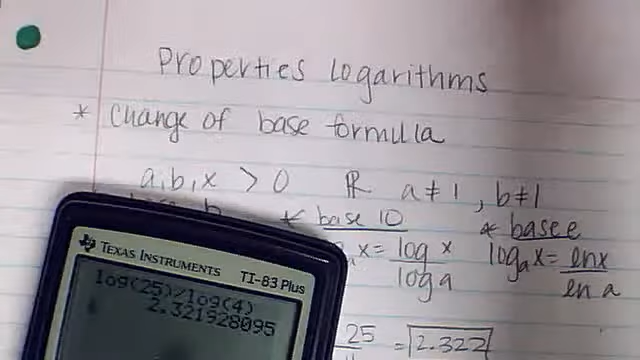 Properties Logarithms
* Change of base formula
a, b, x > 0 ℝ a ≠ 1, b ≠ 1
* base 10
* base e
x = log x / log a
logₐx = ln x / ln a
25 = 2.322
TEXAS INSTRUMENTS TI-83 Plus
log(25)/log(4)
2.321928095